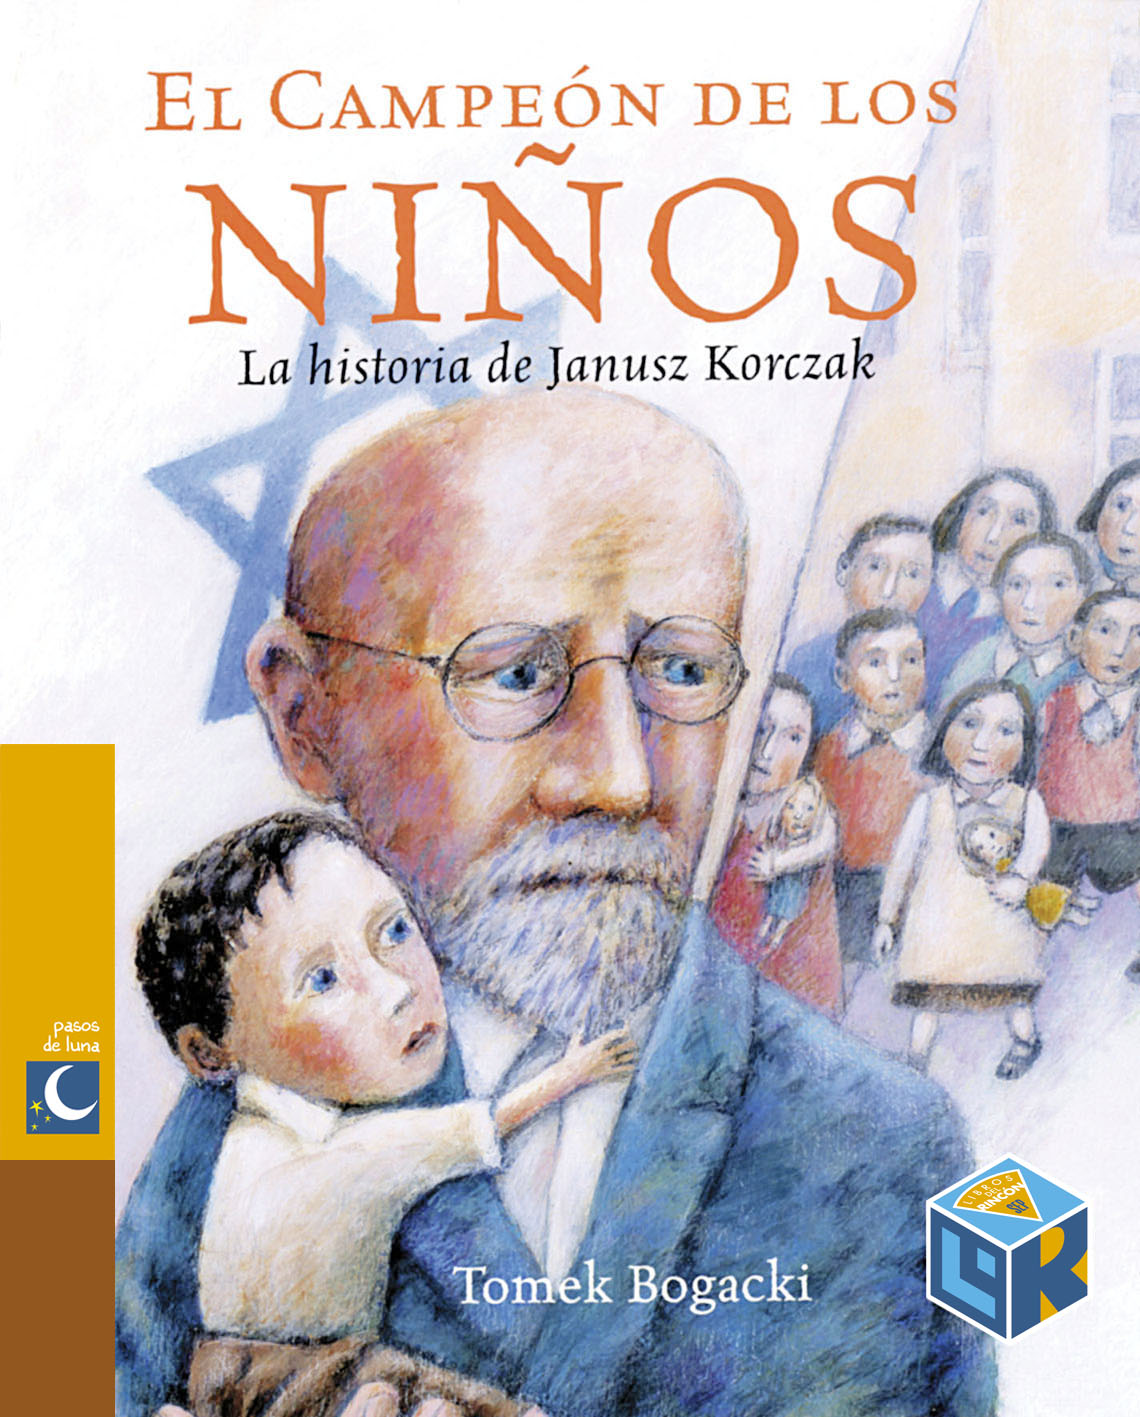 EL CAMPEÓN DE LOS
NIÑOS
La historia de Janusz Korczak
pasos
de luna
Tomek Bogacki
LIBROS
DEL
RINCÓN
SEP
LR